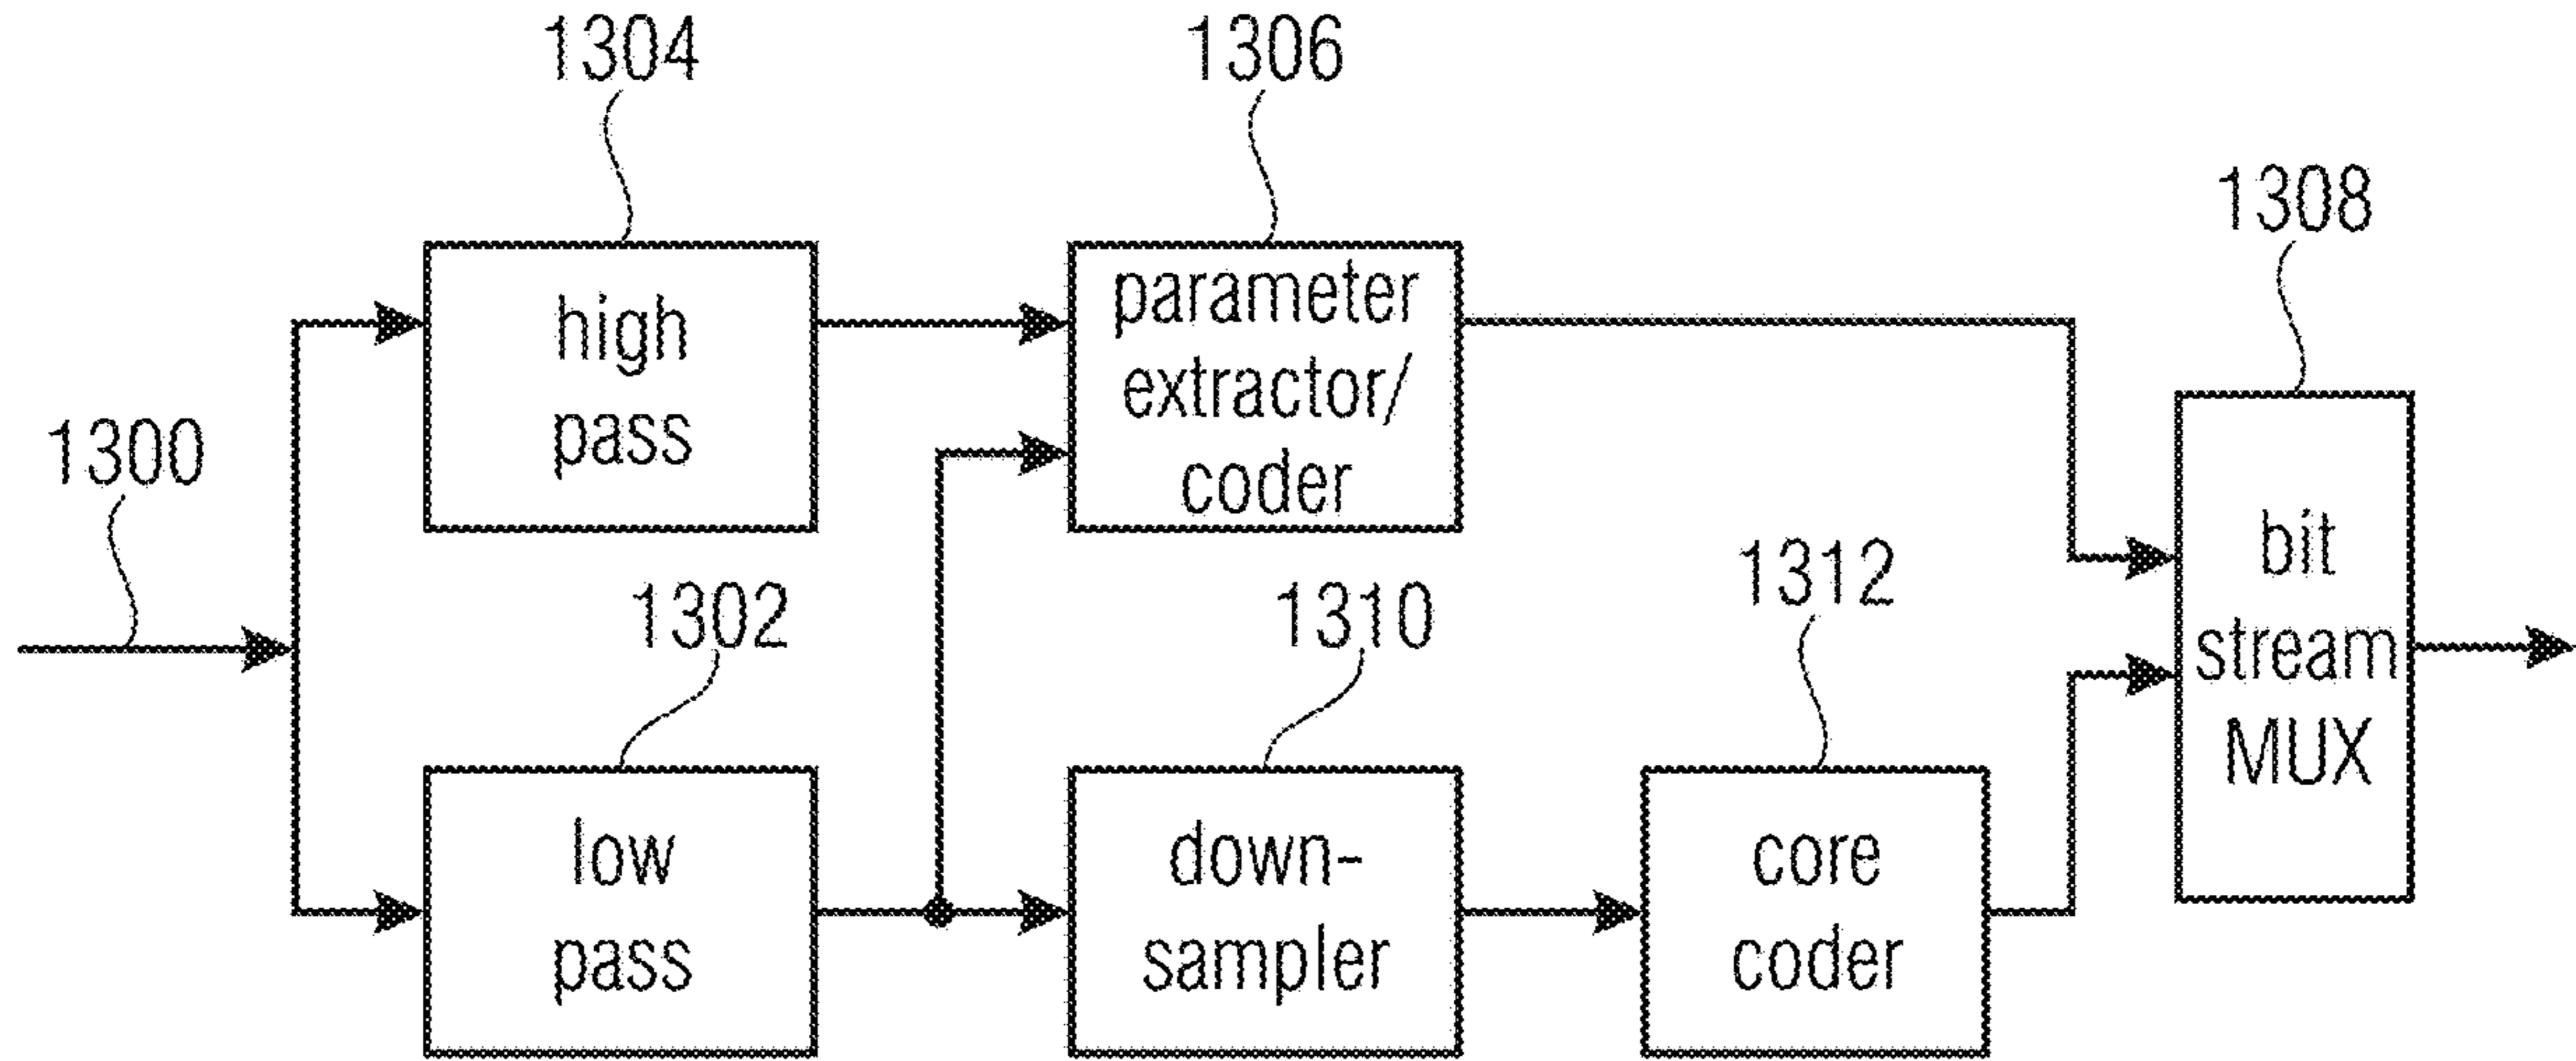 1304
1306
1308
high
pass
parameter
extractor/
coder
1300
bit
stream
MUX
1302
1310
1312
low
pass
down-
sampler
core
coder